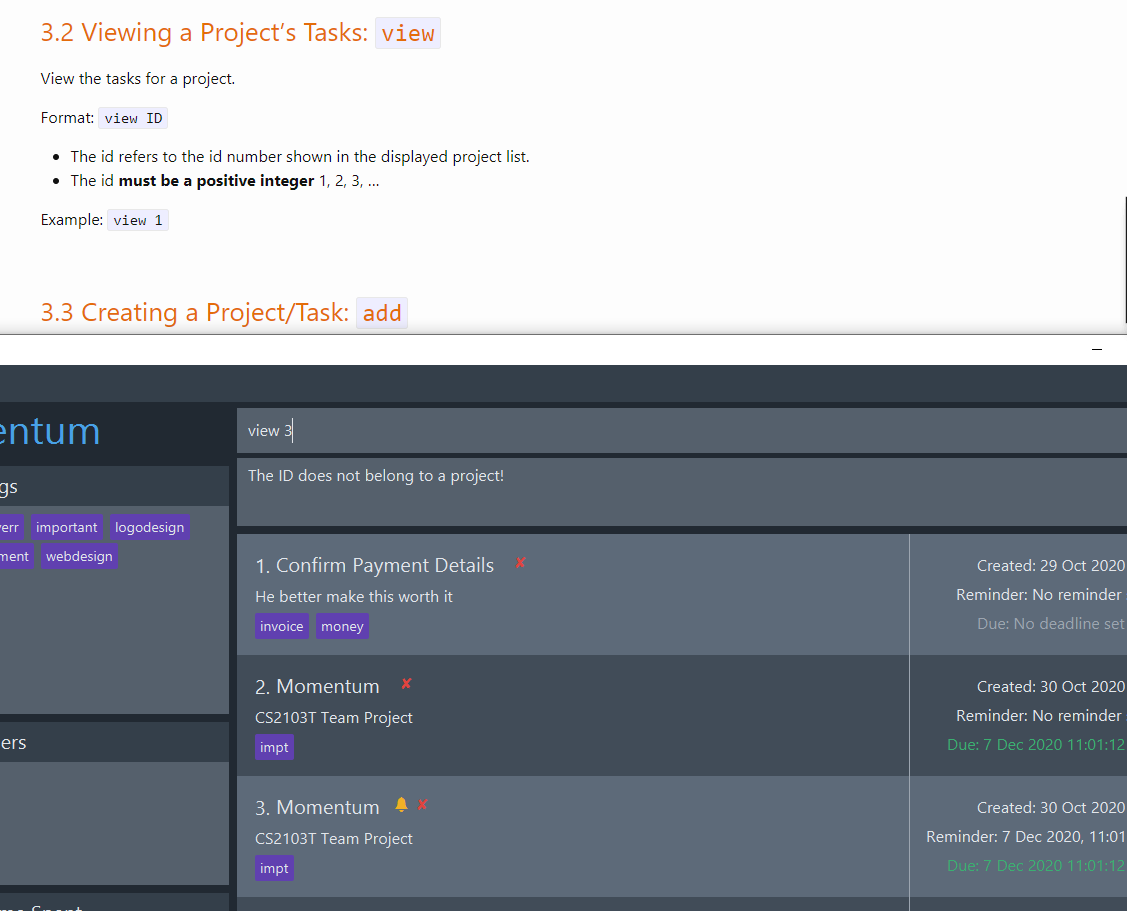 3.2 Viewing a Project’s Tasks: view
View the tasks for a project.
Format: view ID
The id refers to the id number shown in the displayed project list.
The id must be a positive integer 1, 2, 3, …
Example: view 1
3.3 Creating a Project/Task: add
entum
view 3
The ID does not belong to a project!
gs
err important logodesign
ment webdesign
1. Confirm Payment Details ✘
He better make this worth it
invoice money
Created: 29 Oct 2020
Reminder: No reminder
Due: No deadline set
2. Momentum ✘
CS2103T Team Project
impt
Created: 30 Oct 2020
Reminder: No reminder
Due: 7 Dec 2020 11:01:12
ers
3. Momentum 🔔 ✘
CS2103T Team Project
impt
Created: 30 Oct 2020
Reminder: 7 Dec 2020, 11:01
Due: 7 Dec 2020 11:01:12